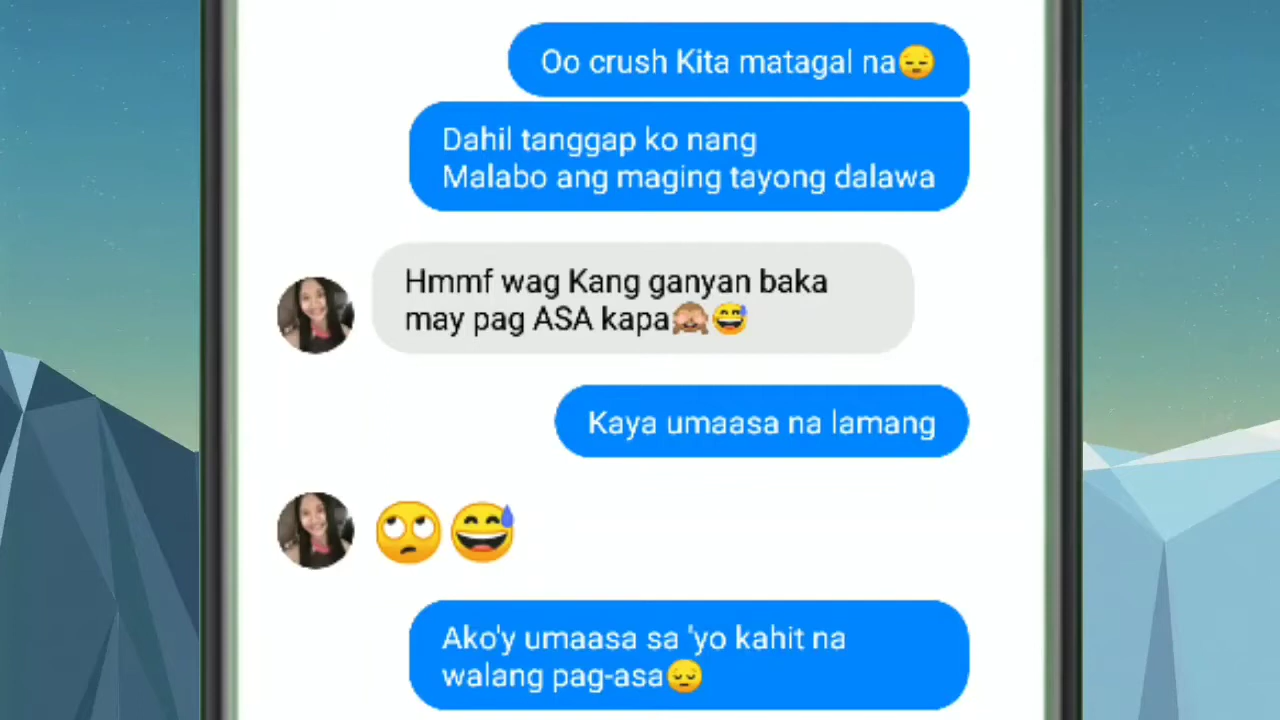 Oo crush Kita matagal na😔
Dahil tanggap ko nang
Malabo ang maging tayong dalawa
Hmmf wag Kang ganyan baka
may pag ASA kapa🙈😅
Kaya umaasa na lamang
🙄😅
Ako'y umaasa sa 'yo kahit na
walang pag-asa😔